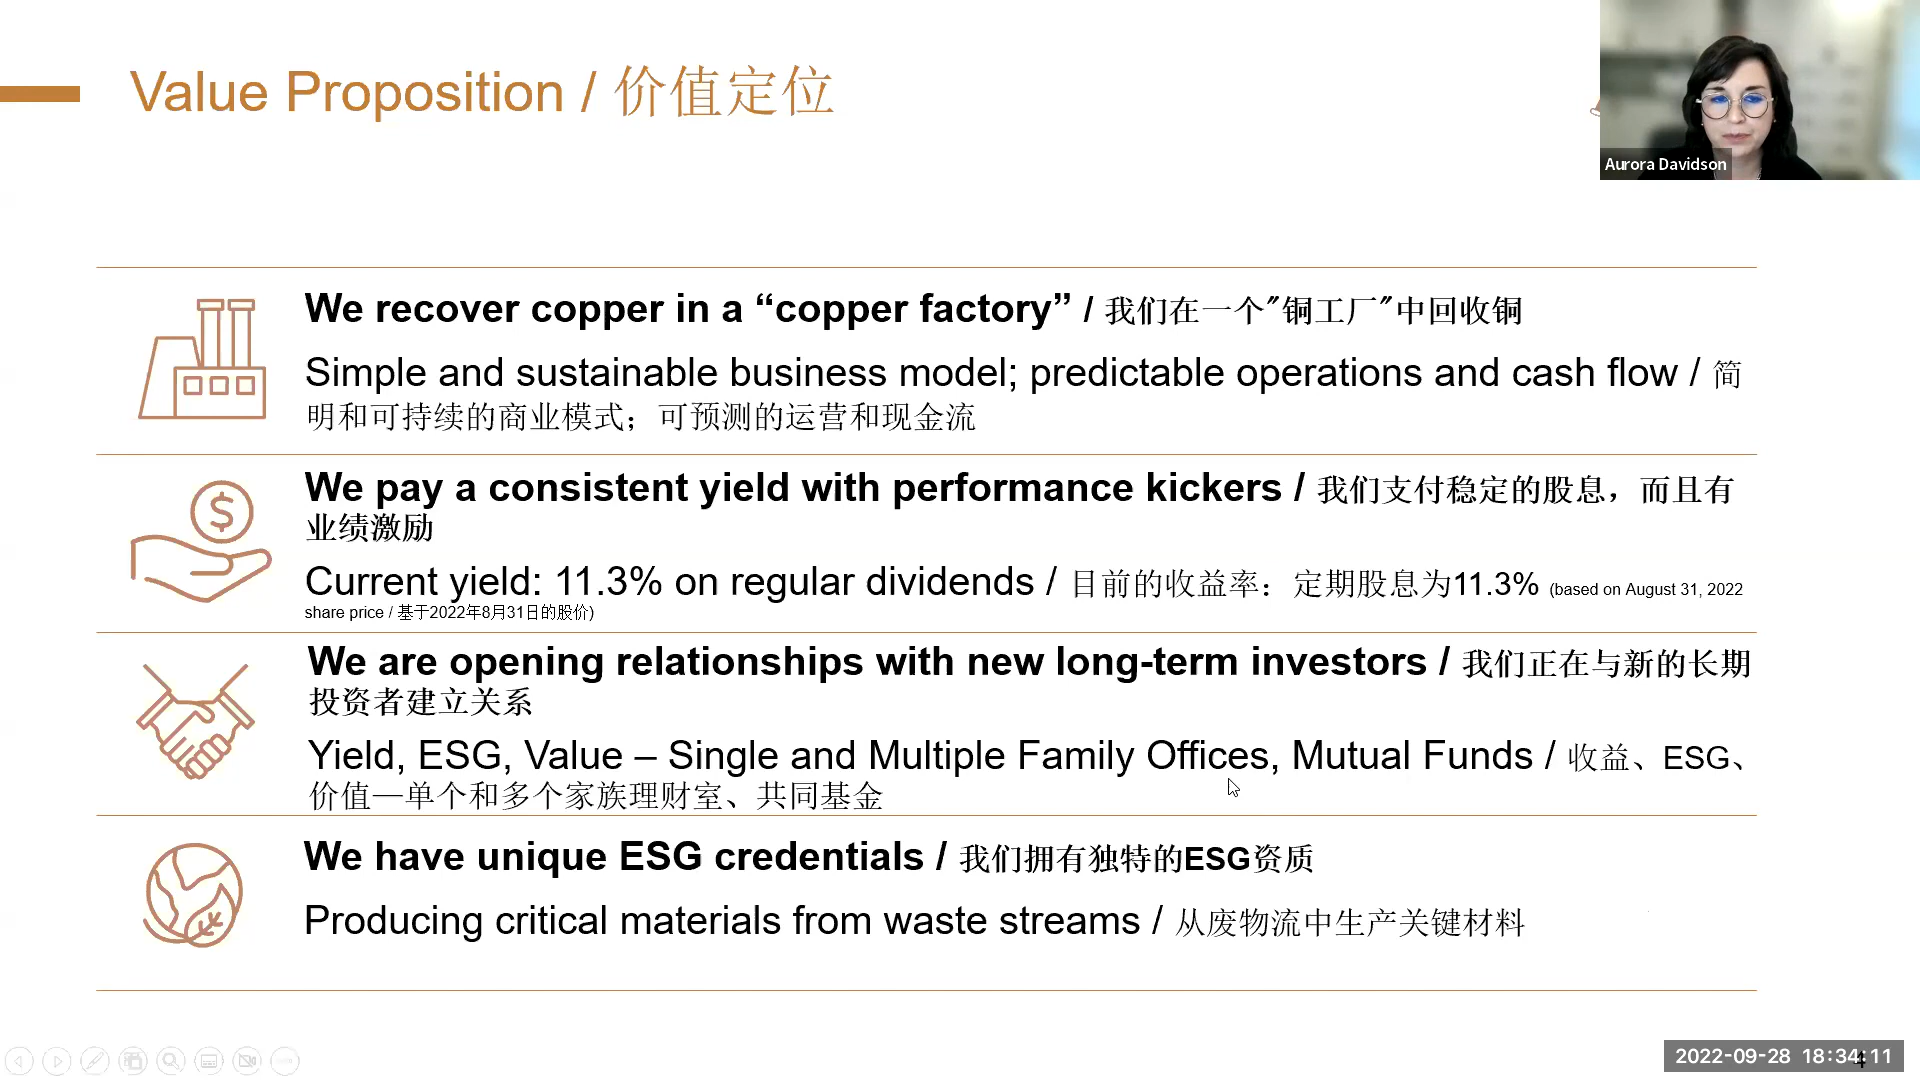 Value Proposition / 价值定位
Aurora Davidson
We recover copper in a “copper factory” / 我们在一个″铜工厂″中回收铜
Simple and sustainable business model; predictable operations and cash flow / 简
明和可持续的商业模式；可预测的运营和现金流
We pay a consistent yield with performance kickers / 我们支付稳定的股息，而且有
业绩激励
Current yield: 11.3% on regular dividends / 目前的收益率：定期股息为11.3% (based on August 31, 2022
share price / 基于2022年8月31日的股价)
We are opening relationships with new long-term investors / 我们正在与新的长期
投资者建立关系
Yield, ESG, Value – Single and Multiple Family Offices, Mutual Funds / 收益、ESG、
价值—单个和多个家族理财室、共同基金
We have unique ESG credentials / 我们拥有独特的ESG资质
Producing critical materials from waste streams / 从废物流中生产关键材料
2022-09-28 18:34:11
4